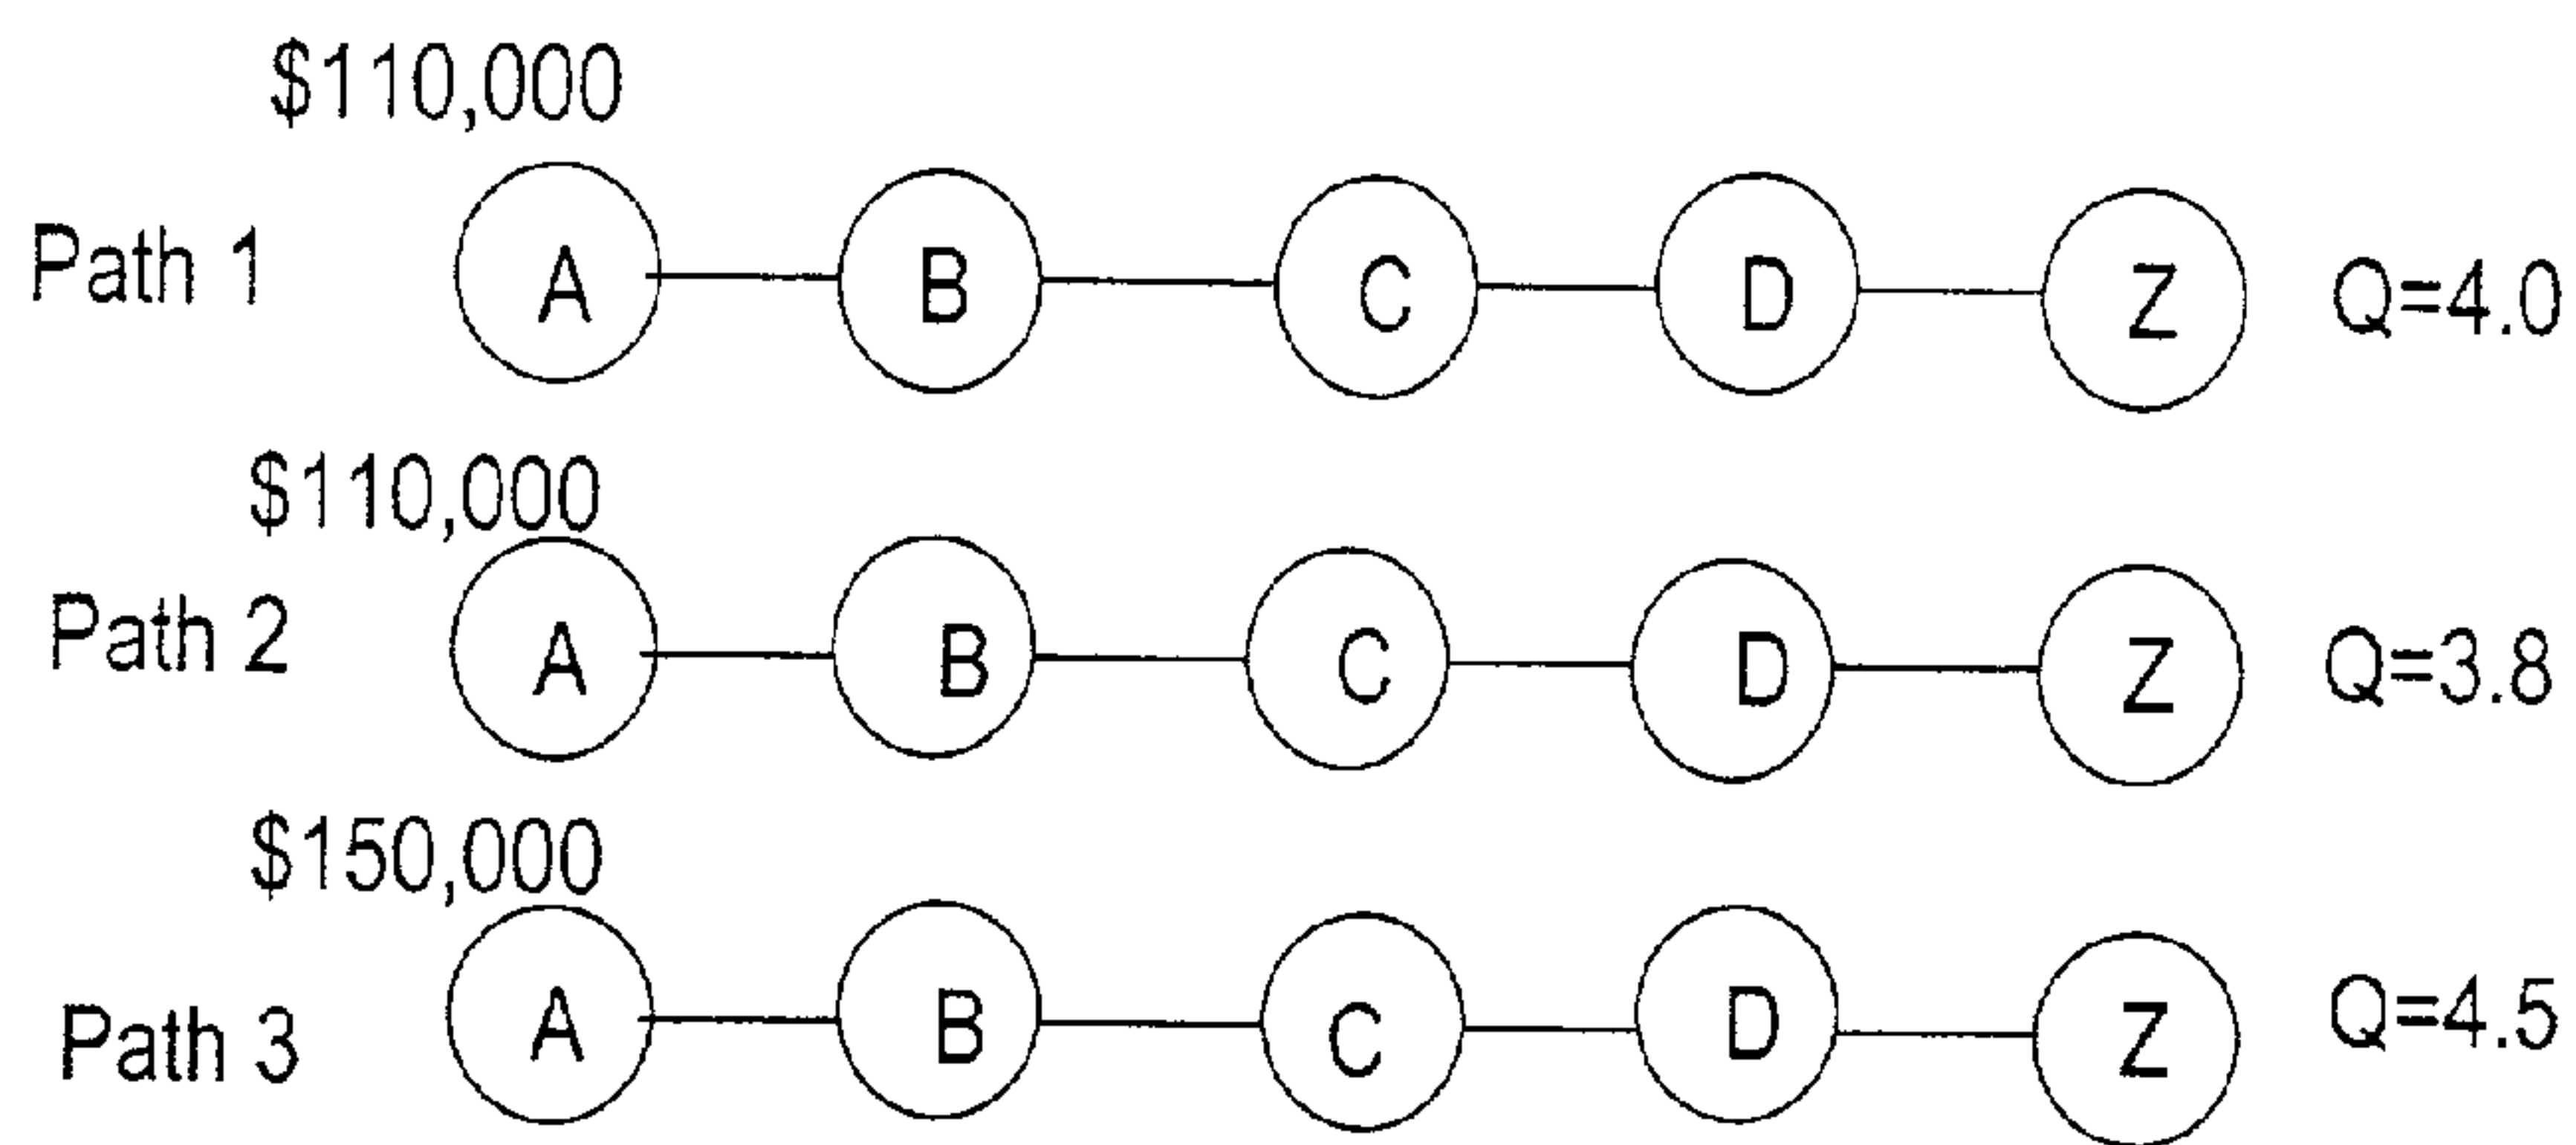 $110,000
Path 1 A B C D Z Q=4.0
$110,000
Path 2 A B C D Z Q=3.8
$150,000
Path 3 A B C D Z Q=4.5